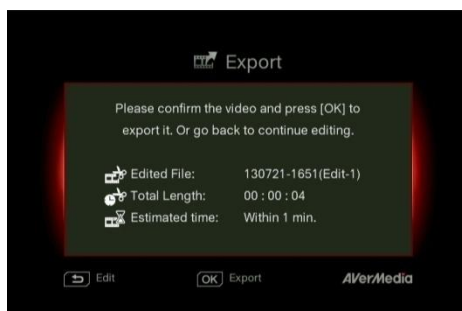 Export
Please confirm the video and press [OK] to
export it. Or go back to continue editing.
Edited File: 130721-1651(Edit-1)
Total Length: 00 : 00 : 04
Estimated time: Within 1 min.
Edit OK Export AVerMedia